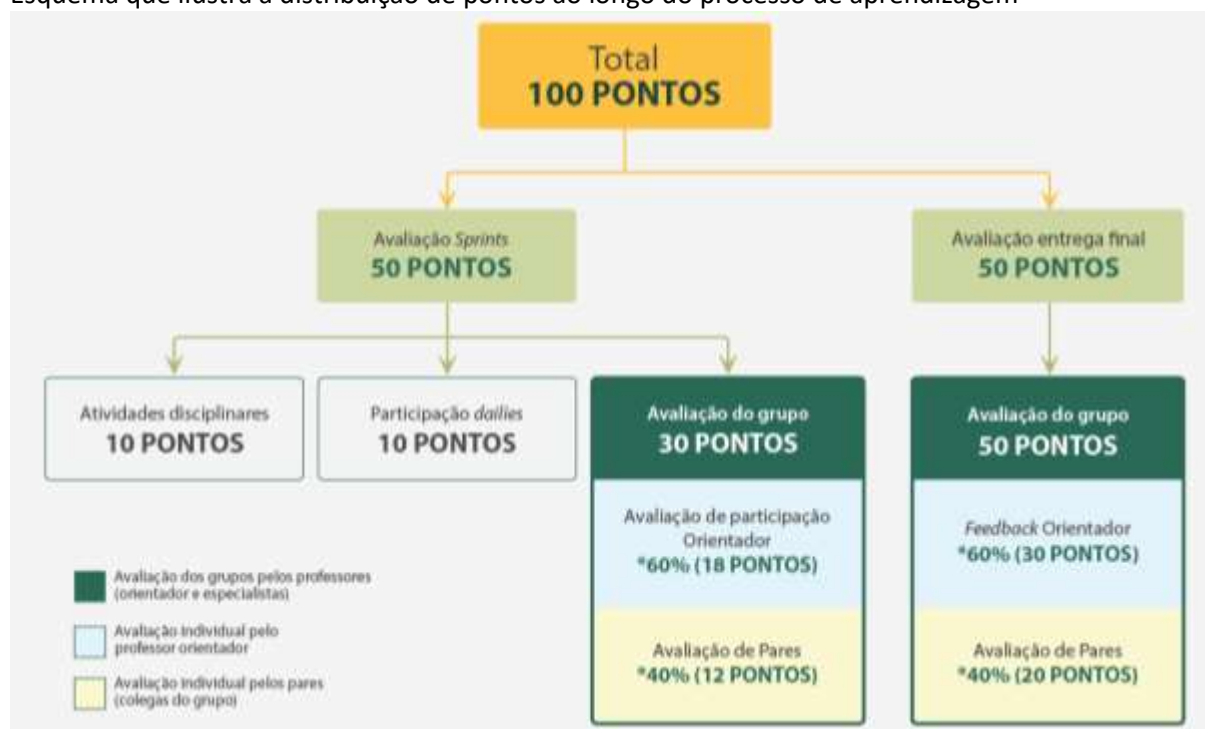 Esquema que ilustra a distribuição de pontos ao longo do processo de aprendizagem
Total
100 PONTOS
Avaliação Sprints
50 PONTOS
Avaliação entrega final
50 PONTOS
Atividades disciplinares
10 PONTOS
Participação dailies
10 PONTOS
Avaliação do grupo
30 PONTOS
Avaliação do grupo
50 PONTOS
Avaliação de participação
Orientador
*60% (18 PONTOS)
Feedback Orientador
*60% (30 PONTOS)
Avaliação de Pares
*40% (12 PONTOS)
Avaliação de Pares
*40% (20 PONTOS)
Avaliação dos grupos pelos professores
(orientador e especialistas)
Avaliação individual pelo
professor orientador
Avaliação individual pelos pares
(colegas do grupo)